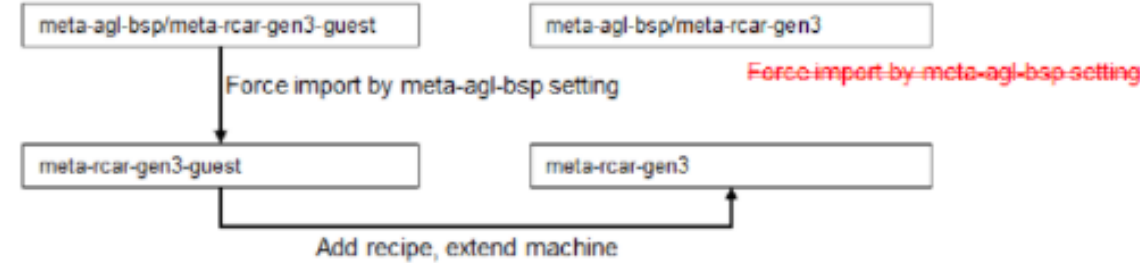 meta-agl-bsp/meta-rcar-gen3-guest
meta-agl-bsp/meta-rcar-gen3
Force import by meta-agl-bsp setting
Force import by meta-agl-bsp setting
meta-rcar-gen3-guest
meta-rcar-gen3
Add recipe, extend machine